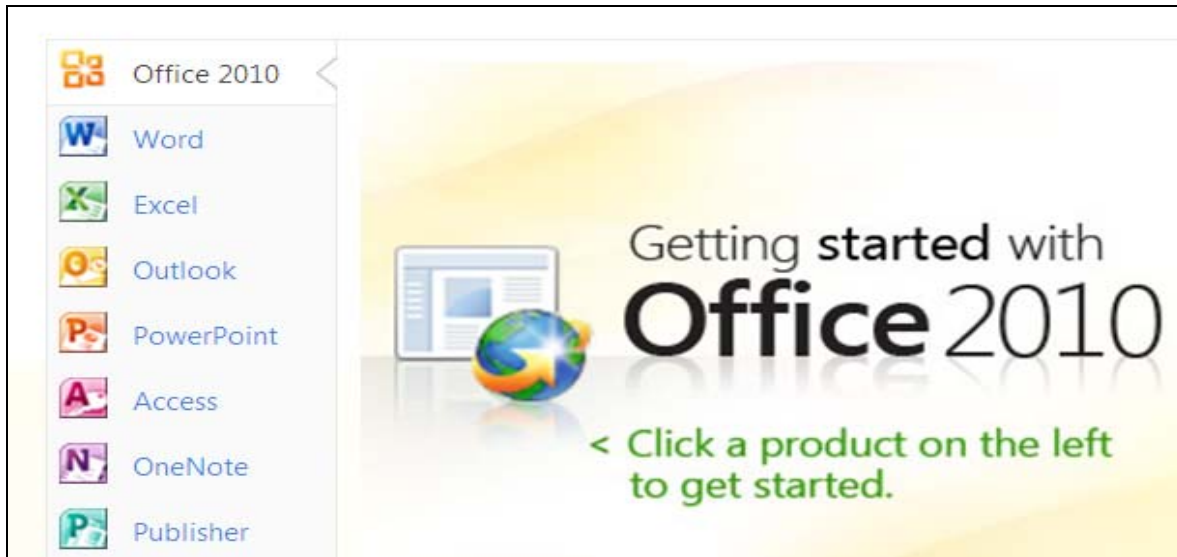 Office 2010
Word
Excel
Outlook
PowerPoint
Access
OneNote
Publisher
Getting started with
Office 2010
< Click a product on the left
to get started.